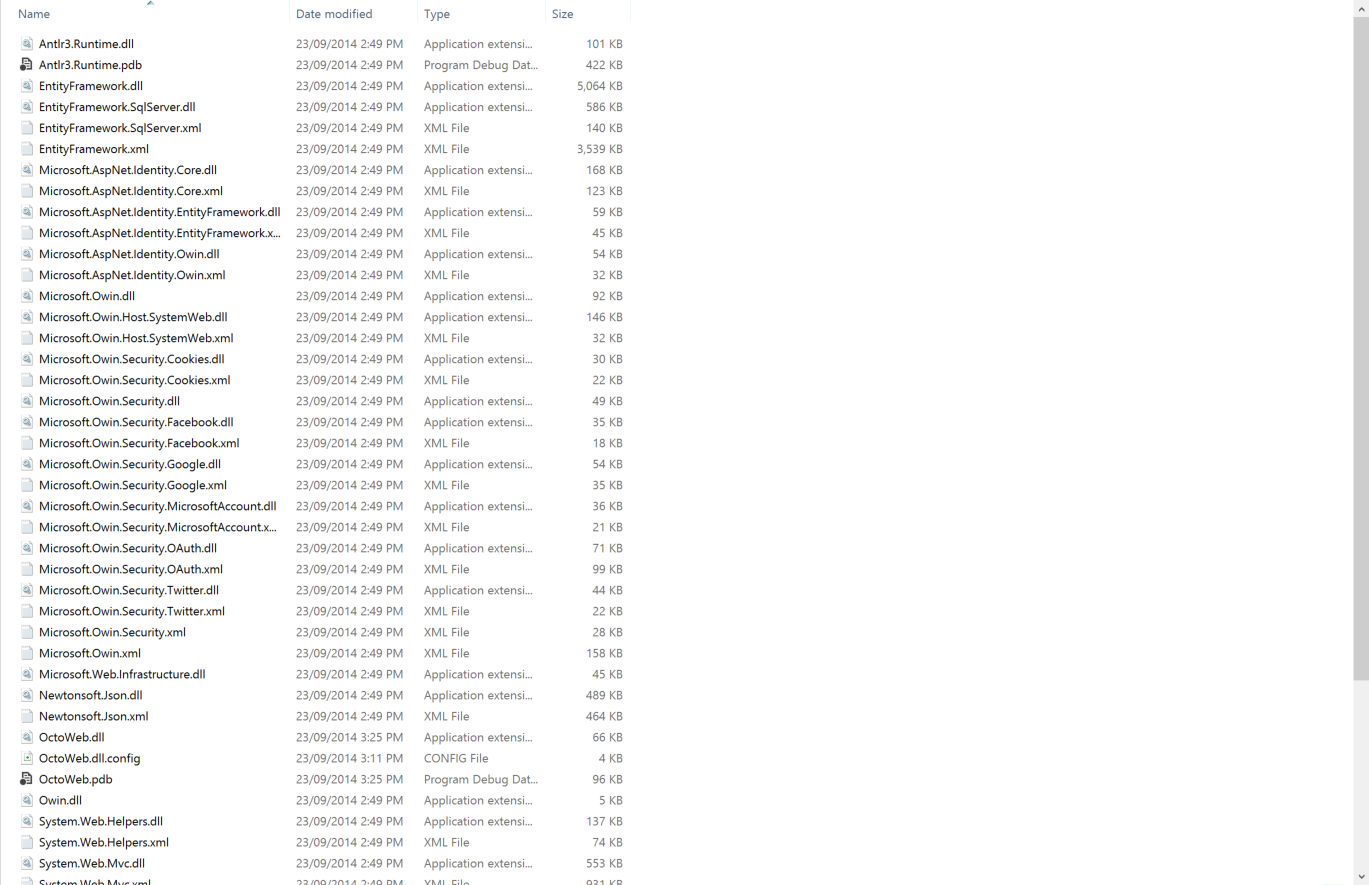 Name Date modified Type Size
Antlr3.Runtime.dll 23/09/2014 2:49 PM Application extensi... 101 KB
Antlr3.Runtime.pdb 23/09/2014 2:49 PM Program Debug Dat... 422 KB
EntityFramework.dll 23/09/2014 2:49 PM Application extensi... 5,064 KB
EntityFramework.SqlServer.dll 23/09/2014 2:49 PM Application extensi... 586 KB
EntityFramework.SqlServer.xml 23/09/2014 2:49 PM XML File 140 KB
EntityFramework.xml 23/09/2014 2:49 PM XML File 3,539 KB
Microsoft.AspNet.Identity.Core.dll 23/09/2014 2:49 PM Application extensi... 168 KB
Microsoft.AspNet.Identity.Core.xml 23/09/2014 2:49 PM XML File 123 KB
Microsoft.AspNet.Identity.EntityFramework.dll 23/09/2014 2:49 PM Application extensi... 59 KB
Microsoft.AspNet.Identity.EntityFramework.x... 23/09/2014 2:49 PM XML File 45 KB
Microsoft.AspNet.Identity.Owin.dll 23/09/2014 2:49 PM Application extensi... 54 KB
Microsoft.AspNet.Identity.Owin.xml 23/09/2014 2:49 PM XML File 32 KB
Microsoft.Owin.dll 23/09/2014 2:49 PM Application extensi... 92 KB
Microsoft.Owin.Host.SystemWeb.dll 23/09/2014 2:49 PM Application extensi... 146 KB
Microsoft.Owin.Host.SystemWeb.xml 23/09/2014 2:49 PM XML File 32 KB
Microsoft.Owin.Security.Cookies.dll 23/09/2014 2:49 PM Application extensi... 30 KB
Microsoft.Owin.Security.Cookies.xml 23/09/2014 2:49 PM XML File 22 KB
Microsoft.Owin.Security.dll 23/09/2014 2:49 PM Application extensi... 49 KB
Microsoft.Owin.Security.Facebook.dll 23/09/2014 2:49 PM Application extensi... 35 KB
Microsoft.Owin.Security.Facebook.xml 23/09/2014 2:49 PM XML File 18 KB
Microsoft.Owin.Security.Google.dll 23/09/2014 2:49 PM Application extensi... 54 KB
Microsoft.Owin.Security.Google.xml 23/09/2014 2:49 PM XML File 35 KB
Microsoft.Owin.Security.MicrosoftAccount.dll 23/09/2014 2:49 PM Application extensi... 36 KB
Microsoft.Owin.Security.MicrosoftAccount.x... 23/09/2014 2:49 PM XML File 21 KB
Microsoft.Owin.Security.OAuth.dll 23/09/2014 2:49 PM Application extensi... 71 KB
Microsoft.Owin.Security.OAuth.xml 23/09/2014 2:49 PM XML File 99 KB
Microsoft.Owin.Security.Twitter.dll 23/09/2014 2:49 PM Application extensi... 44 KB
Microsoft.Owin.Security.Twitter.xml 23/09/2014 2:49 PM XML File 22 KB
Microsoft.Owin.Security.xml 23/09/2014 2:49 PM XML File 28 KB
Microsoft.Owin.xml 23/09/2014 2:49 PM XML File 158 KB
Microsoft.Web.Infrastructure.dll 23/09/2014 2:49 PM Application extensi... 45 KB
Newtonsoft.Json.dll 23/09/2014 2:49 PM Application extensi... 489 KB
Newtonsoft.Json.xml 23/09/2014 2:49 PM XML File 464 KB
OctoWeb.dll 23/09/2014 3:25 PM Application extensi... 66 KB
OctoWeb.dll.config 23/09/2014 3:11 PM CONFIG File 4 KB
OctoWeb.pdb 23/09/2014 3:25 PM Program Debug Dat... 96 KB
Owin.dll 23/09/2014 2:49 PM Application extensi... 5 KB
System.Web.Helpers.dll 23/09/2014 2:49 PM Application extensi... 137 KB
System.Web.Helpers.xml 23/09/2014 2:49 PM XML File 74 KB
System.Web.Mvc.dll 23/09/2014 2:49 PM Application extensi... 553 KB
System.Web.Mvc.xml 23/09/2014 2:49 PM XML File 931 KB